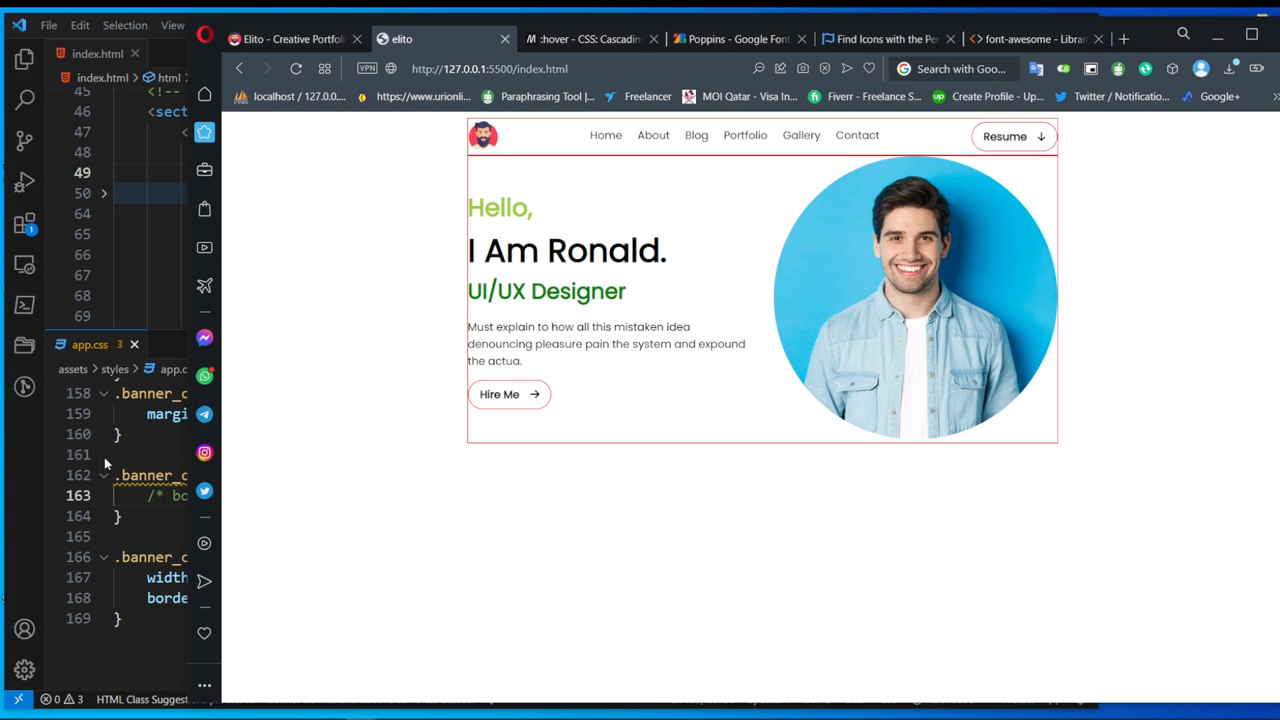 File Edit Selection View
index.html
index.html > html
45 <!--
46 <sect
47 <
48
49
50
64
65
66
67
68
69
app.css 3
assets > styles > app.c
}
158 .banner_c
159 margi
160 }
161
162 .banner_c
163 /* bo
164 }
165
166 .banner_c
167 width
168 borde
169 }
0 3 HTML Class Suggest
Elito - Creative Portfoli
elito
:hover - CSS: Cascadin
Poppins - Google Font
Find Icons with the Per
font-awesome - Librar
VPN http://127.0.0.1:5500/index.html
Search with Goo...
localhost / 127.0.0....
https://www.urionli...
Paraphrasing Tool |...
Freelancer
MOI Qatar - Visa In...
Fiverr - Freelance S...
Create Profile - Up...
Twitter / Notificatio...
Google+
Home About Blog Portfolio Gallery Contact
Resume ↓
Hello,
I Am Ronald.
UI/UX Designer
Must explain to how all this mistaken idea
denouncing pleasure pain the system and expound
the actua.
Hire Me →